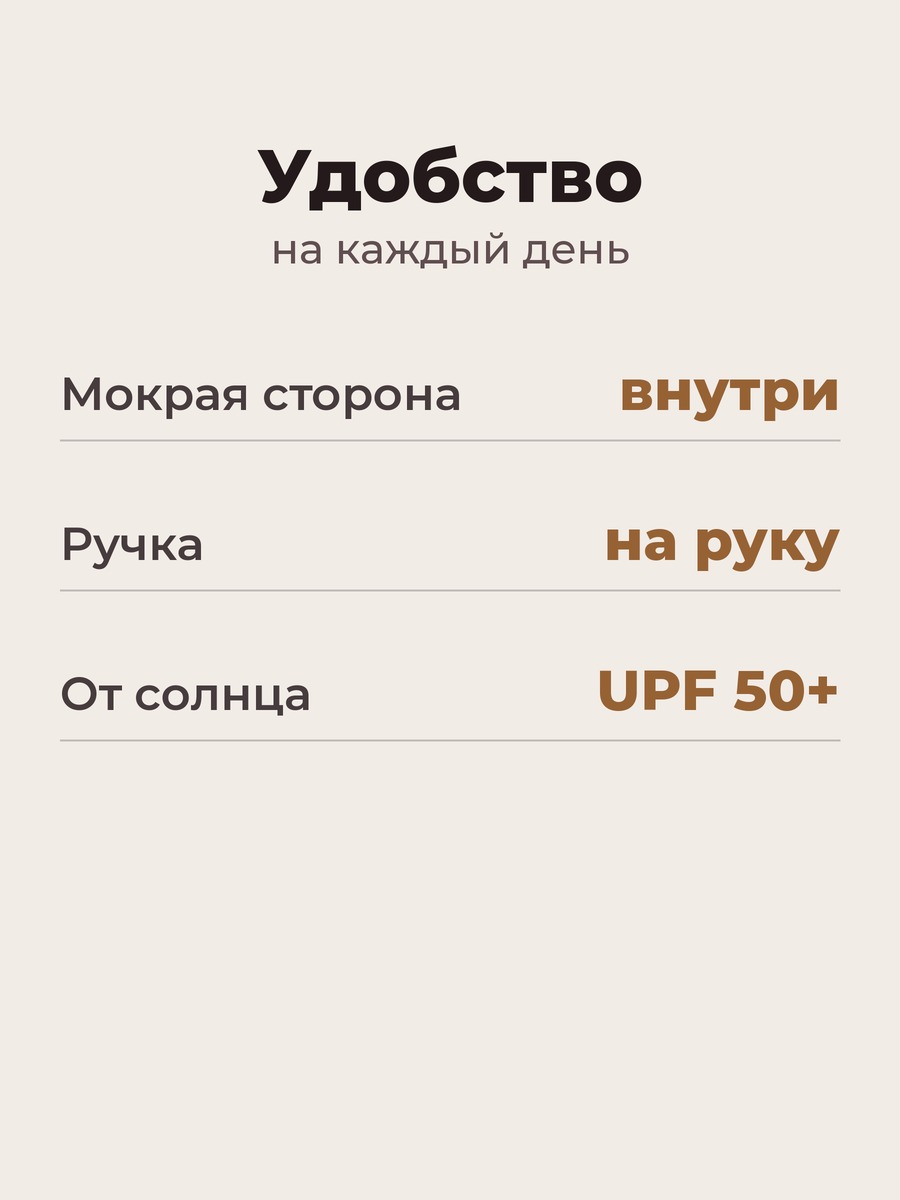 Удобство
на каждый день
Мокрая сторона внутри
Ручка на руку
От солнца UPF 50+